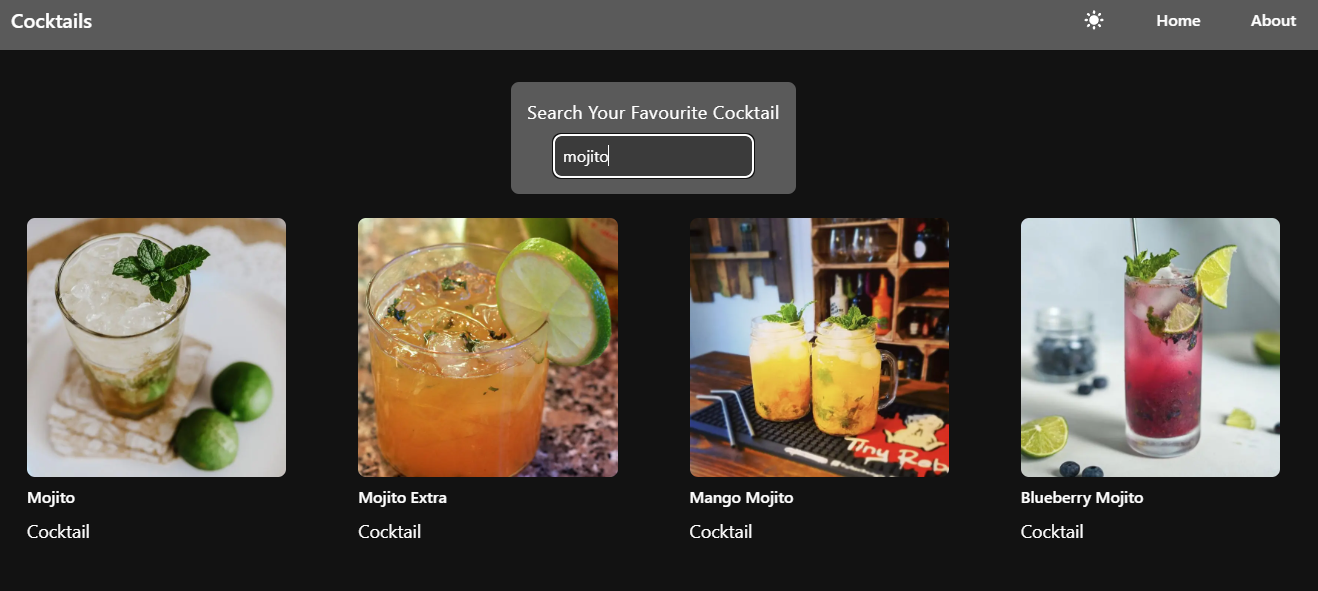 Cocktails
Home
About
Search Your Favourite Cocktail
mojito
Tiny Reb
Mojito
Mojito Extra
Mango Mojito
Blueberry Mojito
Cocktail
Cocktail
Cocktail
Cocktail